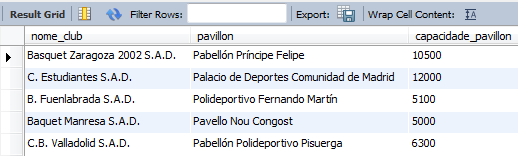 Result Grid Filter Rows: Export: Wrap Cell Content:
nome_club pavillon capacidade_pavillon
Basquet Zaragoza 2002 S.A.D. Pabellón Príncipe Felipe 10500
C. Estudiantes S.A.D. Palacio de Deportes Comunidad de Madrid 12000
B. Fuenlabrada S.A.D. Polideportivo Fernando Martín 5100
Baquet Manresa S.A.D. Pavello Nou Congost 5000
C.B. Valladolid S.A.D. Pabellón Polideportivo Pisuerga 6300